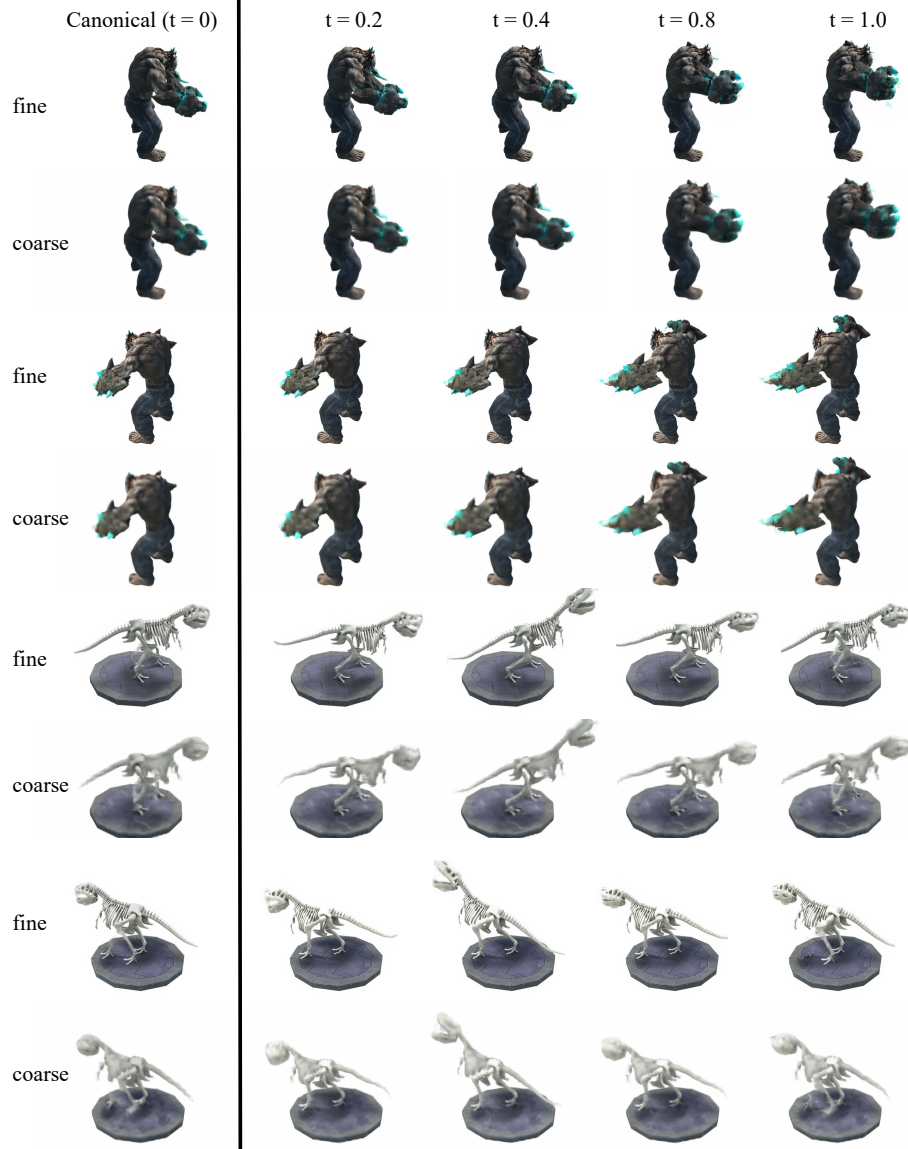 Canonical (t = 0) t = 0.2 t = 0.4 t = 0.8 t = 1.0
fine
coarse
fine
coarse
fine
coarse
fine
coarse